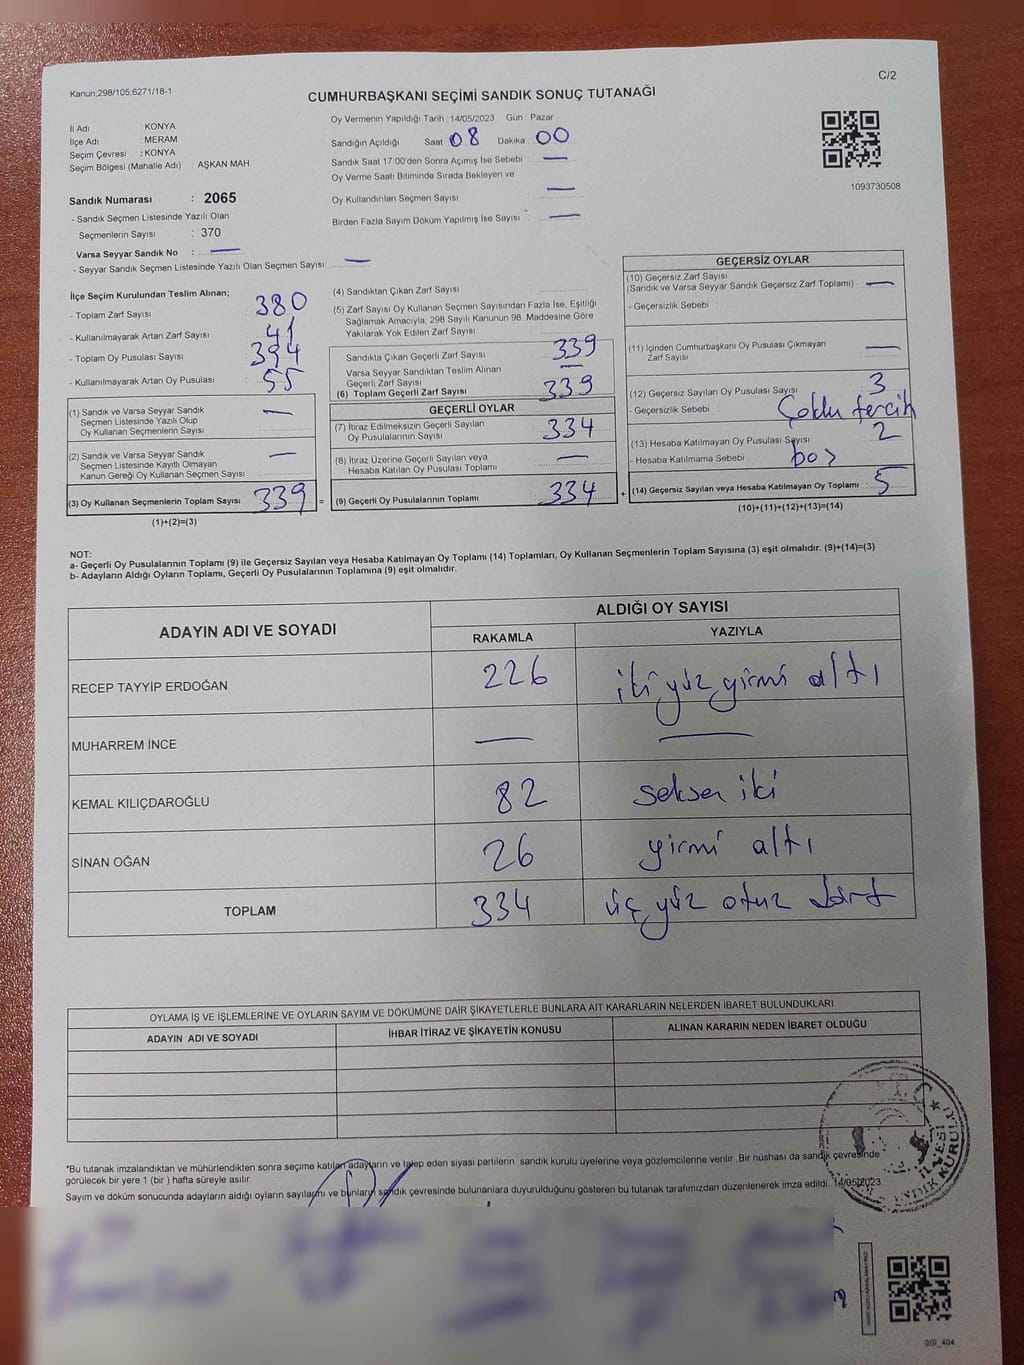 Kanun;298/105,6271/18-1
C/2
CUMHURBAŞKANI SEÇİMİ SANDIK SONUÇ TUTANAĞI
İl Adı : KONYA
İlçe Adı : MERAM
Seçim Çevresi : KONYA
Seçim Bölgesi (Mahalle Adı) : AŞKAN MAH.
Sandık Numarası : 2065
- Sandık Seçmen Listesinde Yazılı Olan
Seçmenlerin Sayısı : 370
Varsa Seyyar Sandık No : —
- Seyyar Sandık Seçmen Listesinde Yazılı Olan Seçmen Sayısı: —
Oy Vermenin Yapıldığı Tarih : 14/05/2023 Gün : Pazar
Sandığın Açıldığı Saat 08 Dakika : 00
Sandık Saat 17.00'den Sonra Açımış İse Sebebi : —
Oy Verme Saati Bitiminde Sırada Bekleyen ve
Oy Kullandırılan Seçmen Sayısı : —
Birden Fazla Sayım Döküm Yapılmış İse Sayısı : —
1093730508
İlçe Seçim Kurulundan Teslim Alınan;
- Toplam Zarf Sayısı : 380
- Kullanılmayarak Artan Zarf Sayısı : 41
- Toplam Oy Pusulası Sayısı : 394
- Kullanılmayarak Artan Oy Pusulası : 55
(1) Sandık ve Varsa Seyyar Sandık
Seçmen Listesinde Yazılı Olup
Oy Kullanan Seçmenlerin Sayısı : —
(2) Sandık ve Varsa Seyyar Sandık
Seçmen Listesinde Kayıtlı Olmayan
Kanun Gereği Oy Kullanan Seçmen Sayısı : —
(3) Oy Kullanan Seçmenlerin Toplam Sayısı : 339 =
(1)+(2)=(3)
(4) Sandıktan Çıkan Zarf Sayısı :
(5) Zarf Sayısı Oy Kullanan Seçmen Sayısından Fazla İse, Eşitliği
Sağlamak Amacıyla, 298 Sayılı Kanunun 98. Maddesine Göre
Yakılarak Yok Edilen Zarf Sayısı :
Sandıkta Çıkan Geçerli Zarf Sayısı : 339
Varsa Seyyar Sandıktan Teslim Alınan
Geçerli Zarf Sayısı : —
(6) Toplam Geçerli Zarf Sayısı : 339
GEÇERLİ OYLAR
(7) İtiraz Edilmeksizin Geçerli Sayılan
Oy Pusulalarının Sayısı : 334
(8) İtiraz Üzerine Geçerli Sayılan veya
Hesaba Katılan Oy Pusulası Toplamı : —
(9) Geçerli Oy Pusulalarının Toplamı : 334 +
GEÇERSİZ OYLAR
(10) Geçersiz Zarf Sayısı
(Sandık ve Varsa Seyyar Sandık Geçersiz Zarf Toplamı) : —
- Geçersizlik Sebebi :
(11) İçinden Cumhurbaşkanı Oy Pusulası Çıkmayan
Zarf Sayısı : —
(12) Geçersiz Sayılan Oy Pusulası Sayısı : 3
- Geçersizlik Sebebi : Çoklu tercih
(13) Hesaba Katılmayan Oy Pusulası Sayısı : 2
- Hesaba Katılmama Sebebi : boş
(14) Geçersiz Sayılan veya Hesaba Katılmayan Oy Toplamı : 5
(10)+(11)+(12)+(13)=(14)
NOT:
a- Geçerli Oy Pusulalarının Toplamı (9) ile Geçersiz Sayılan veya Hesaba Katılmayan Oy Toplamı (14) Toplamları, Oy Kullanan Seçmenlerin Toplam Sayısına (3) eşit olmalıdır. (9)+(14)=(3)
b- Adayların Aldığı Oyların Toplamı, Geçerli Oy Pusulalarının Toplamına (9) eşit olmalıdır.
ADAYIN ADI VE SOYADI
ALDIĞI OY SAYISI
RAKAMLA YAZIYLA
RECEP TAYYİP ERDOĞAN 226 iki yüz yirmi altı
MUHARREM İNCE — —
KEMAL KILIÇDAROĞLU 82 seksen iki
SİNAN OĞAN 26 yirmi altı
TOPLAM 334 üç yüz otuz dört
OYLAMA İŞ VE İŞLEMLERİNE VE OYLARIN SAYIM VE DÖKÜMÜNE DAİR ŞİKAYETLERLE BUNLARA AİT KARARLARIN NELERDEN İBARET BULUNDUKLARI
ADAYIN ADI VE SOYADI İHBAR İTİRAZ VE ŞİKAYETİN KONUSU ALINAN KARARIN NEDEN İBARET OLDUĞU
*Bu tutanak imzalandıktan ve mühürlendikten sonra seçime katılan adayların ve talep eden siyasi partilerin sandık kurulu üyelerine veya gözlemcilerine verilir. Bir nüshası da sandık çevresinde
görülecek bir yere 1 (bir) hafta süreyle asılır.
Sayım ve döküm sonucunda adayların aldığı oyların sayılarını ve bunların sandık çevresinde bulunanlara duyurulduğunu gösteren bu tutanak tarafımızdan düzenlenerek imza edildi. 14/05/2023
T.C.
İLÇESİ
SANDIK KURULU
GSI_404